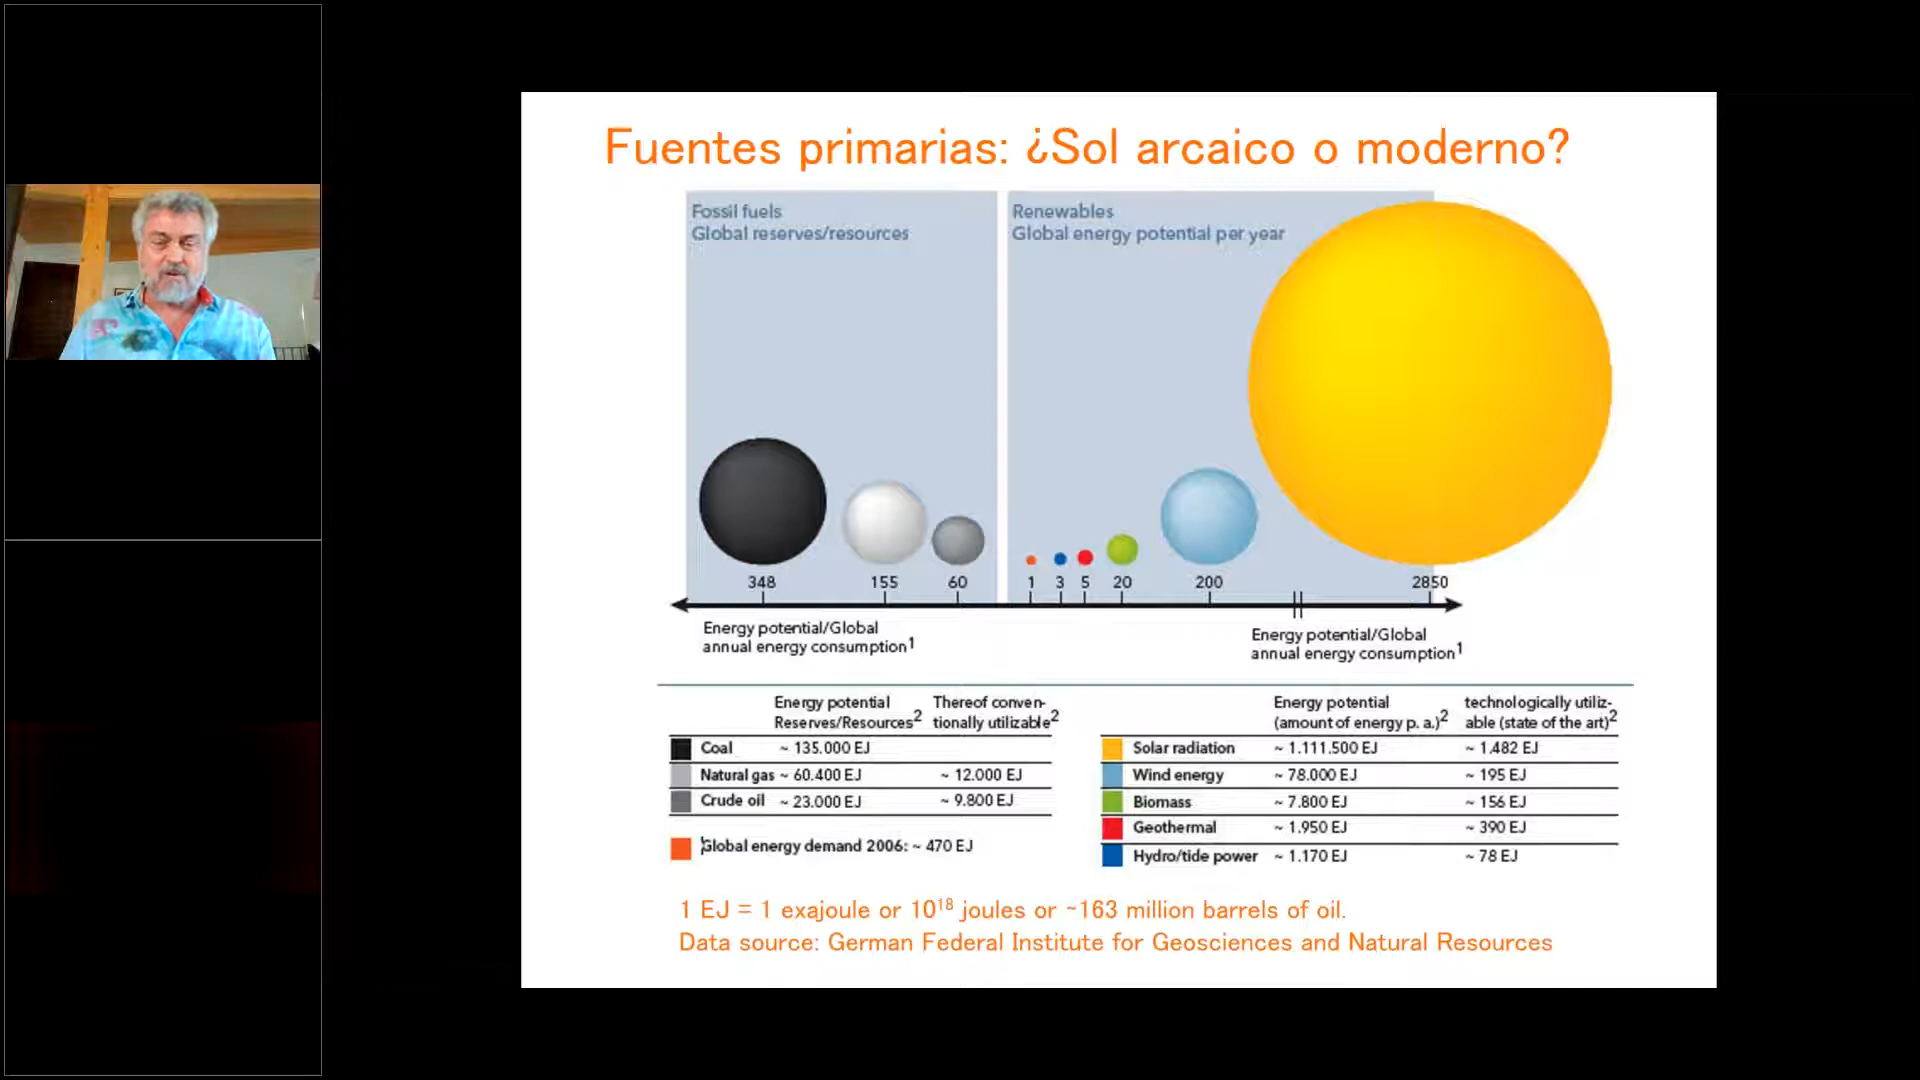 Fuentes primarias: ¿Sol arcaico o moderno?
Fossil fuels
Global reserves/resources
Renewables
Global energy potential per year
348 155 60 1 3 5 20 200 2850
Energy potential/Global
annual energy consumption1
Energy potential/Global
annual energy consumption1
Energy potential Thereof conven-
Reserves/Resources2 tionally utilizable2
Coal ~ 135.000 EJ
Natural gas ~ 60.400 EJ ~ 12.000 EJ
Crude oil ~ 23.000 EJ ~ 9.800 EJ
1Global energy demand 2006: ~ 470 EJ
Energy potential technologically utiliz-
(amount of energy p. a.)2 able (state of the art)2
Solar radiation ~ 1.111.500 EJ ~ 1.482 EJ
Wind energy ~ 78.000 EJ ~ 195 EJ
Biomass ~ 7.800 EJ ~ 156 EJ
Geothermal ~ 1.950 EJ ~ 390 EJ
Hydro/tide power ~ 1.170 EJ ~ 78 EJ
1 EJ = 1 exajoule or 10¹⁸ joules or ~163 million barrels of oil.
Data source: German Federal Institute for Geosciences and Natural Resources